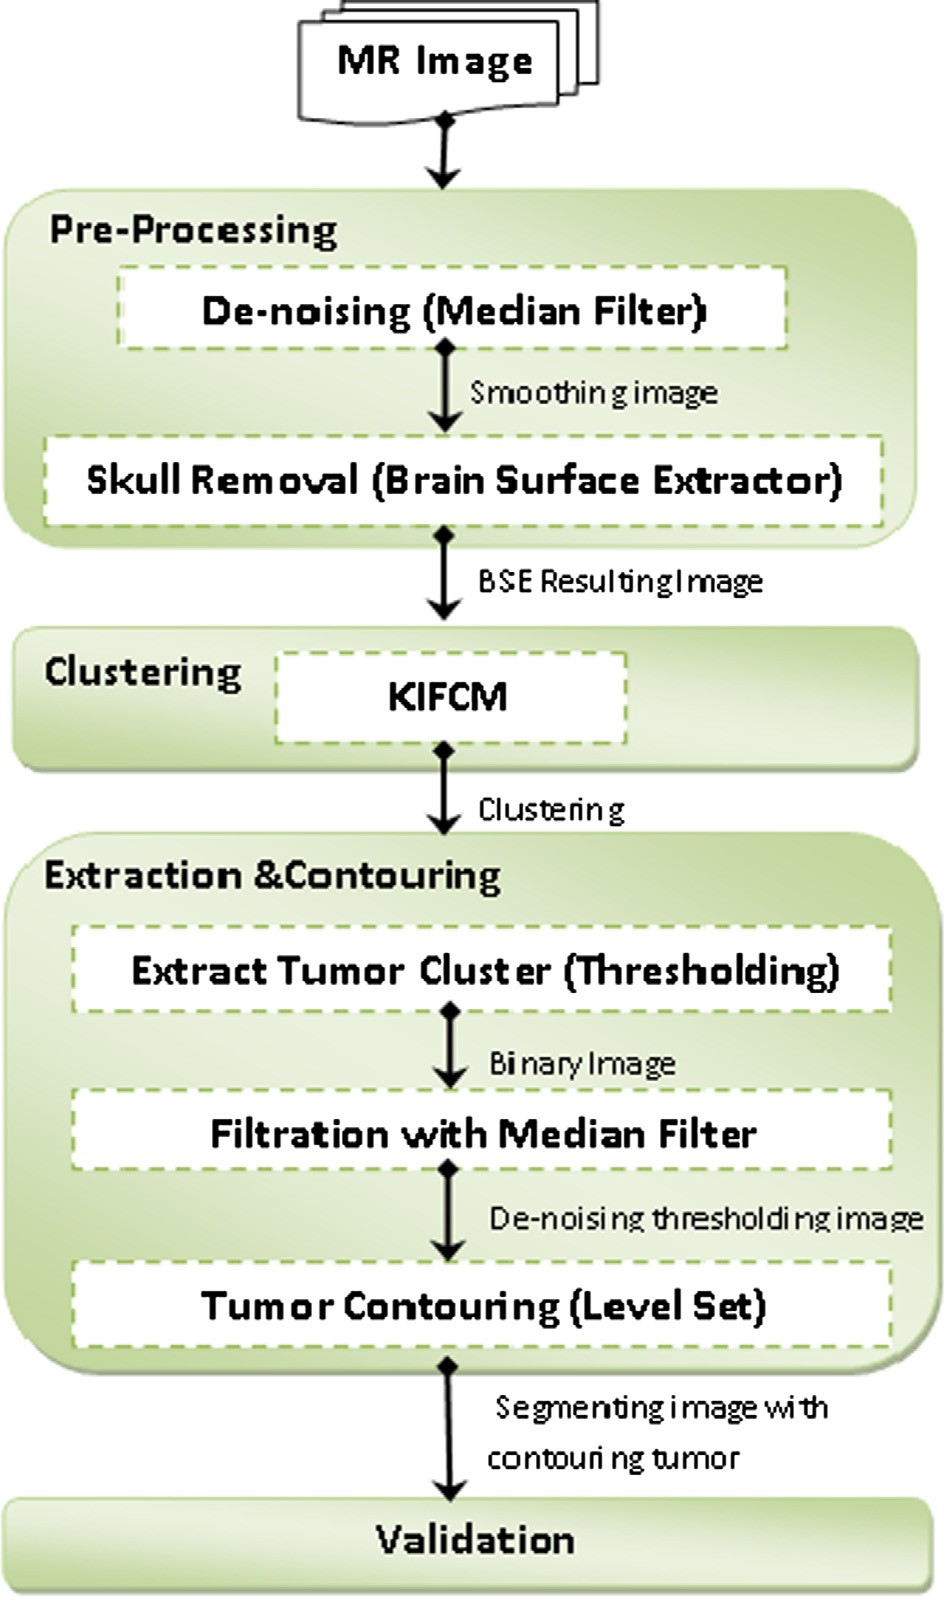 MR Image
Pre-Processing
De-noising (Median Filter)
Smoothing image
Skull Removal (Brain Surface Extractor)
BSE Resulting Image
Clustering
KIFCM
Clustering
Extraction &Contouring
Extract Tumor Cluster (Thresholding)
Binary Image
Filtration with Median Filter
De-noising thresholding image
Tumor Contouring (Level Set)
Segmenting image with
contouring tumor
Validation